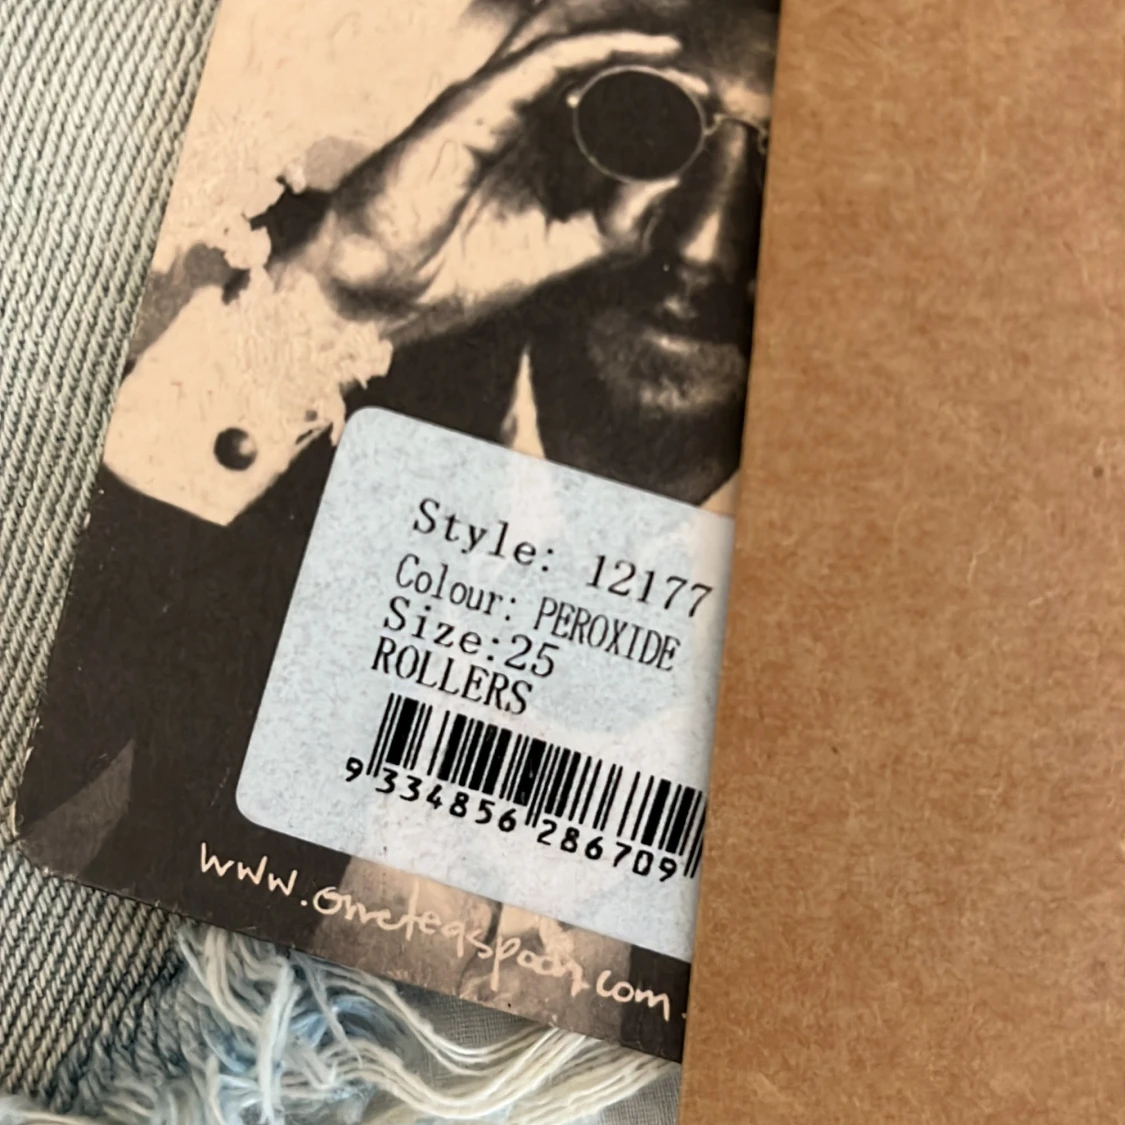 Style: 12177
Colour: PEROXIDE
Size:25
ROLLERS
9 334856 286709
www.oneteaspoon.com.